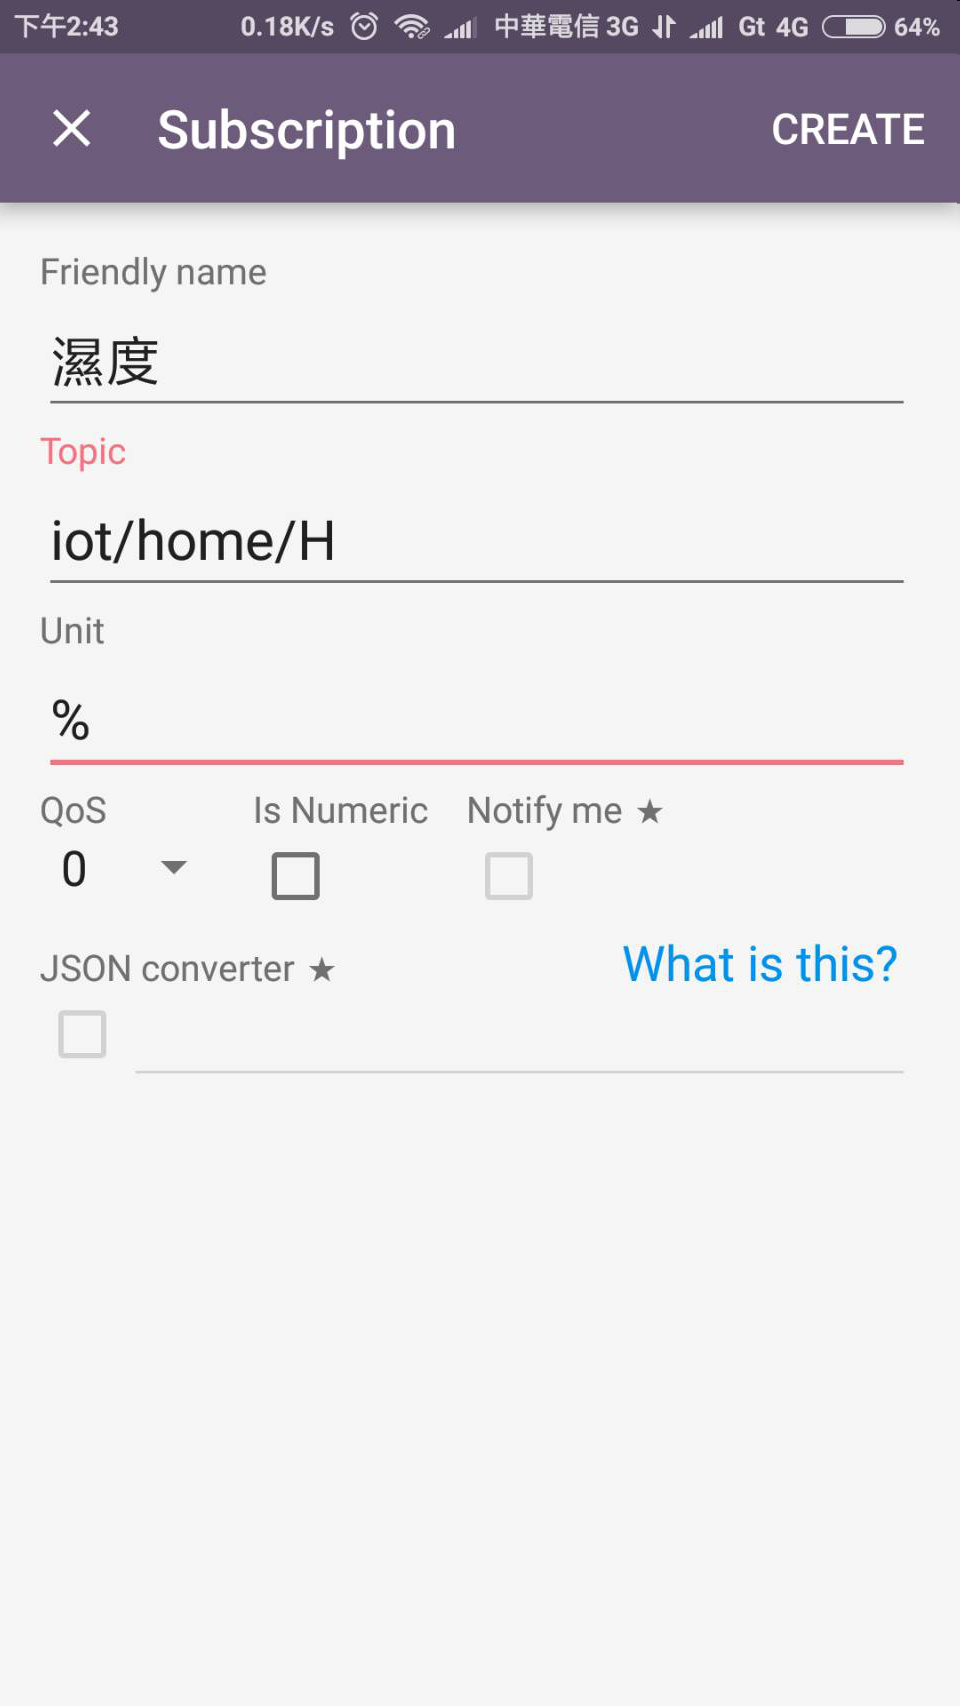 下午2:43 0.18K/s 中華電信 3G Gt 4G 64%
Subscription CREATE
Friendly name
濕度
Topic
iot/home/H
Unit
%
QoS Is Numeric Notify me ★
0
JSON converter ★ What is this?